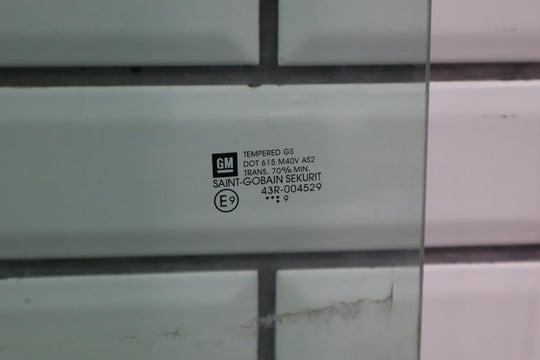 GM
TEMPERED GS
DOT 615 M40V AS2
TRANS. 70% MIN.
SAINT-GOBAIN SEKURIT
E9 43R-004529
9